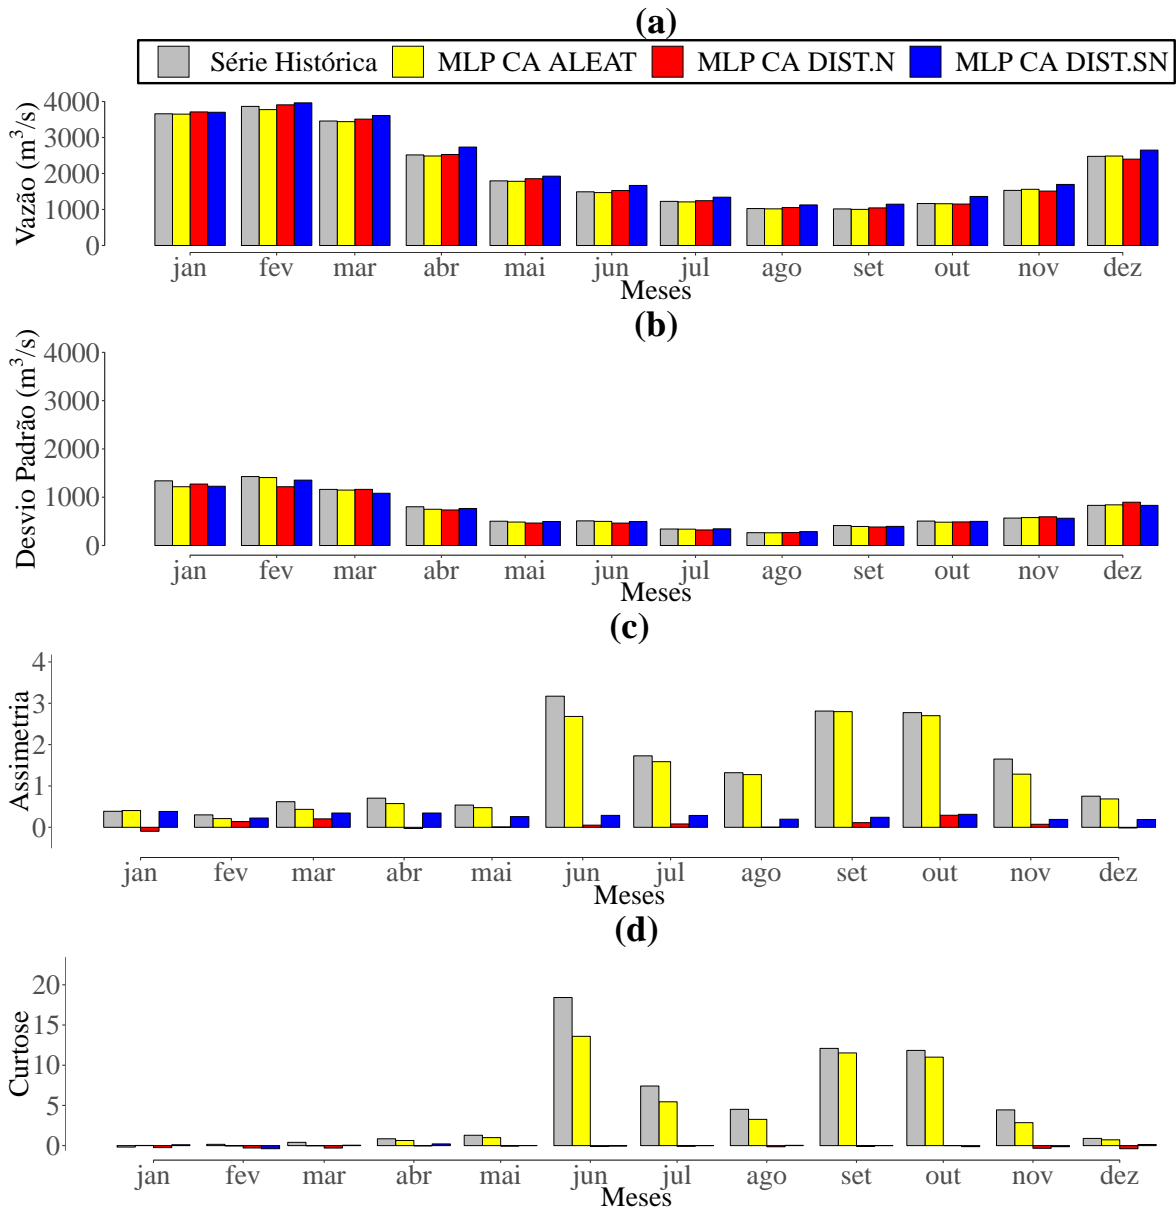 (a)
Série Histórica MLP CA ALEAT MLP CA DIST.N MLP CA DIST.SN
Vazão (m³/s)
4000
3000
2000
1000
0
jan fev mar abr mai jun jul ago set out nov dez
Meses
(b)
Desvio Padrão (m³/s)
4000
3000
2000
1000
0
jan fev mar abr mai jun jul ago set out nov dez
Meses
(c)
Assimetria
4
3
2
1
0
jan fev mar abr mai jun jul ago set out nov dez
Meses
(d)
Curtose
20
15
10
5
0
jan fev mar abr mai jun jul ago set out nov dez
Meses